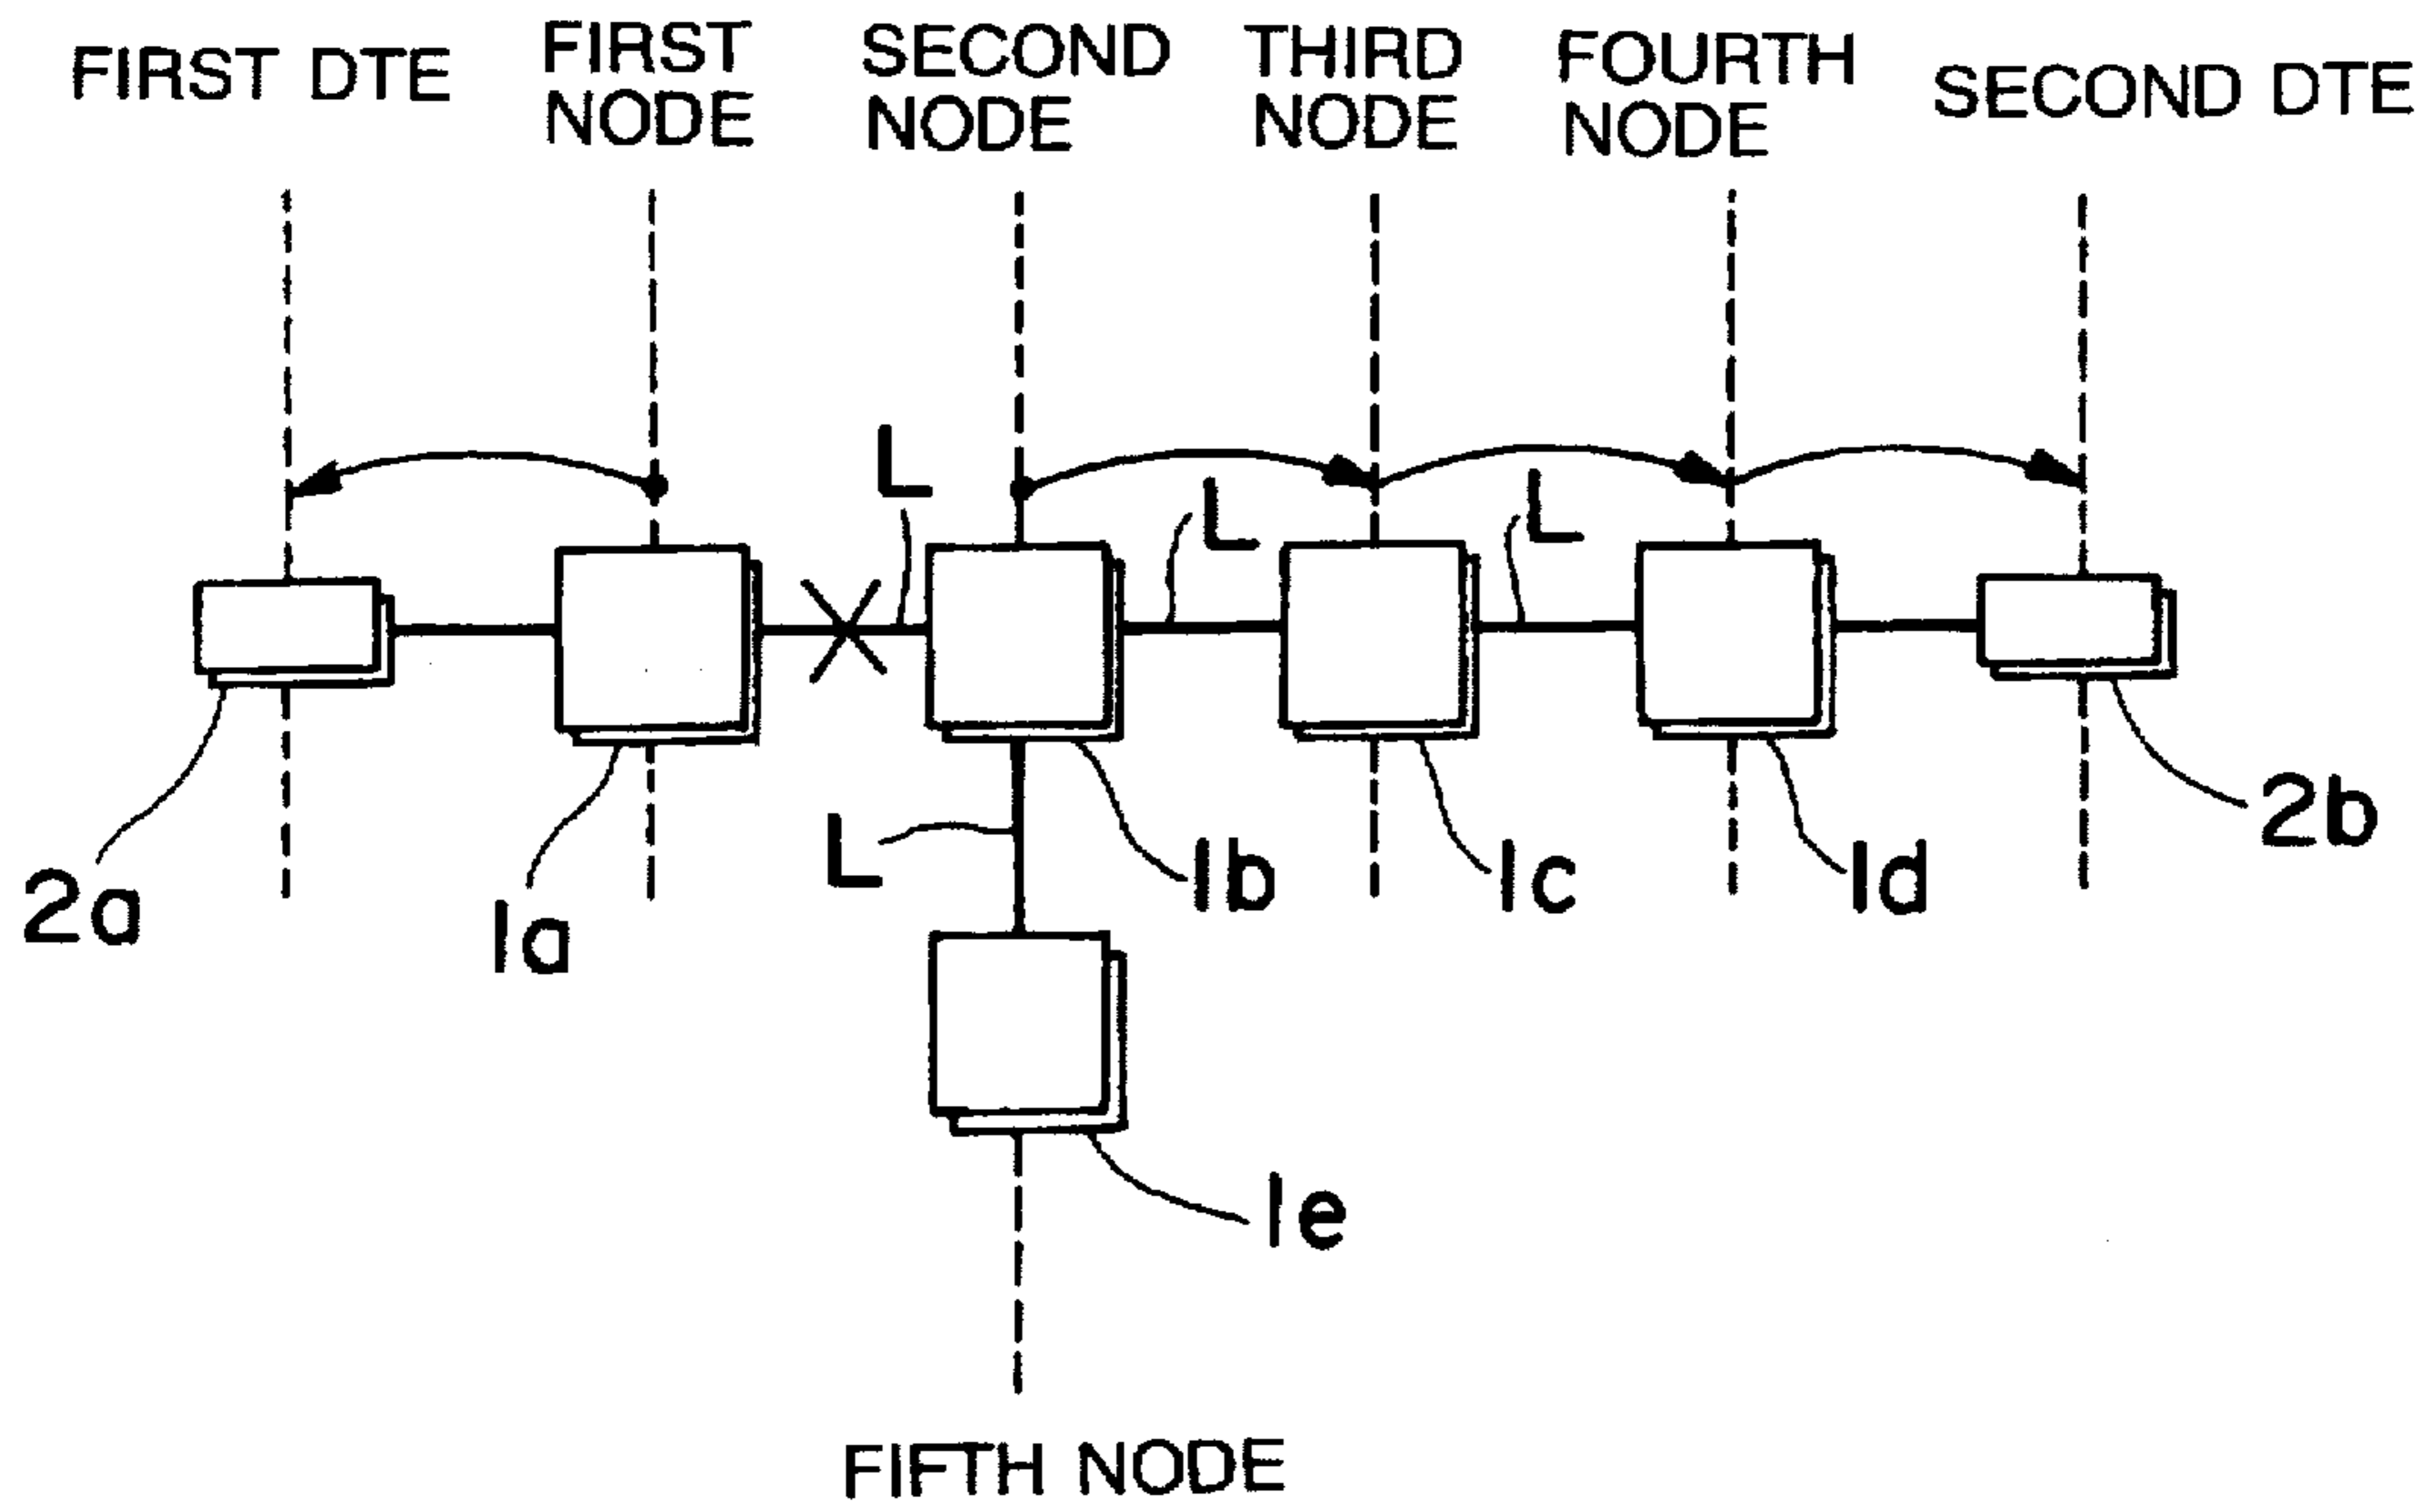 FIRST DTE
FIRST
NODE
SECOND
NODE
THIRD
NODE
FOURTH
NODE
SECOND DTE
L
L
L
L
2a
1a
1b
1c
1d
2b
1e
FIFTH NODE